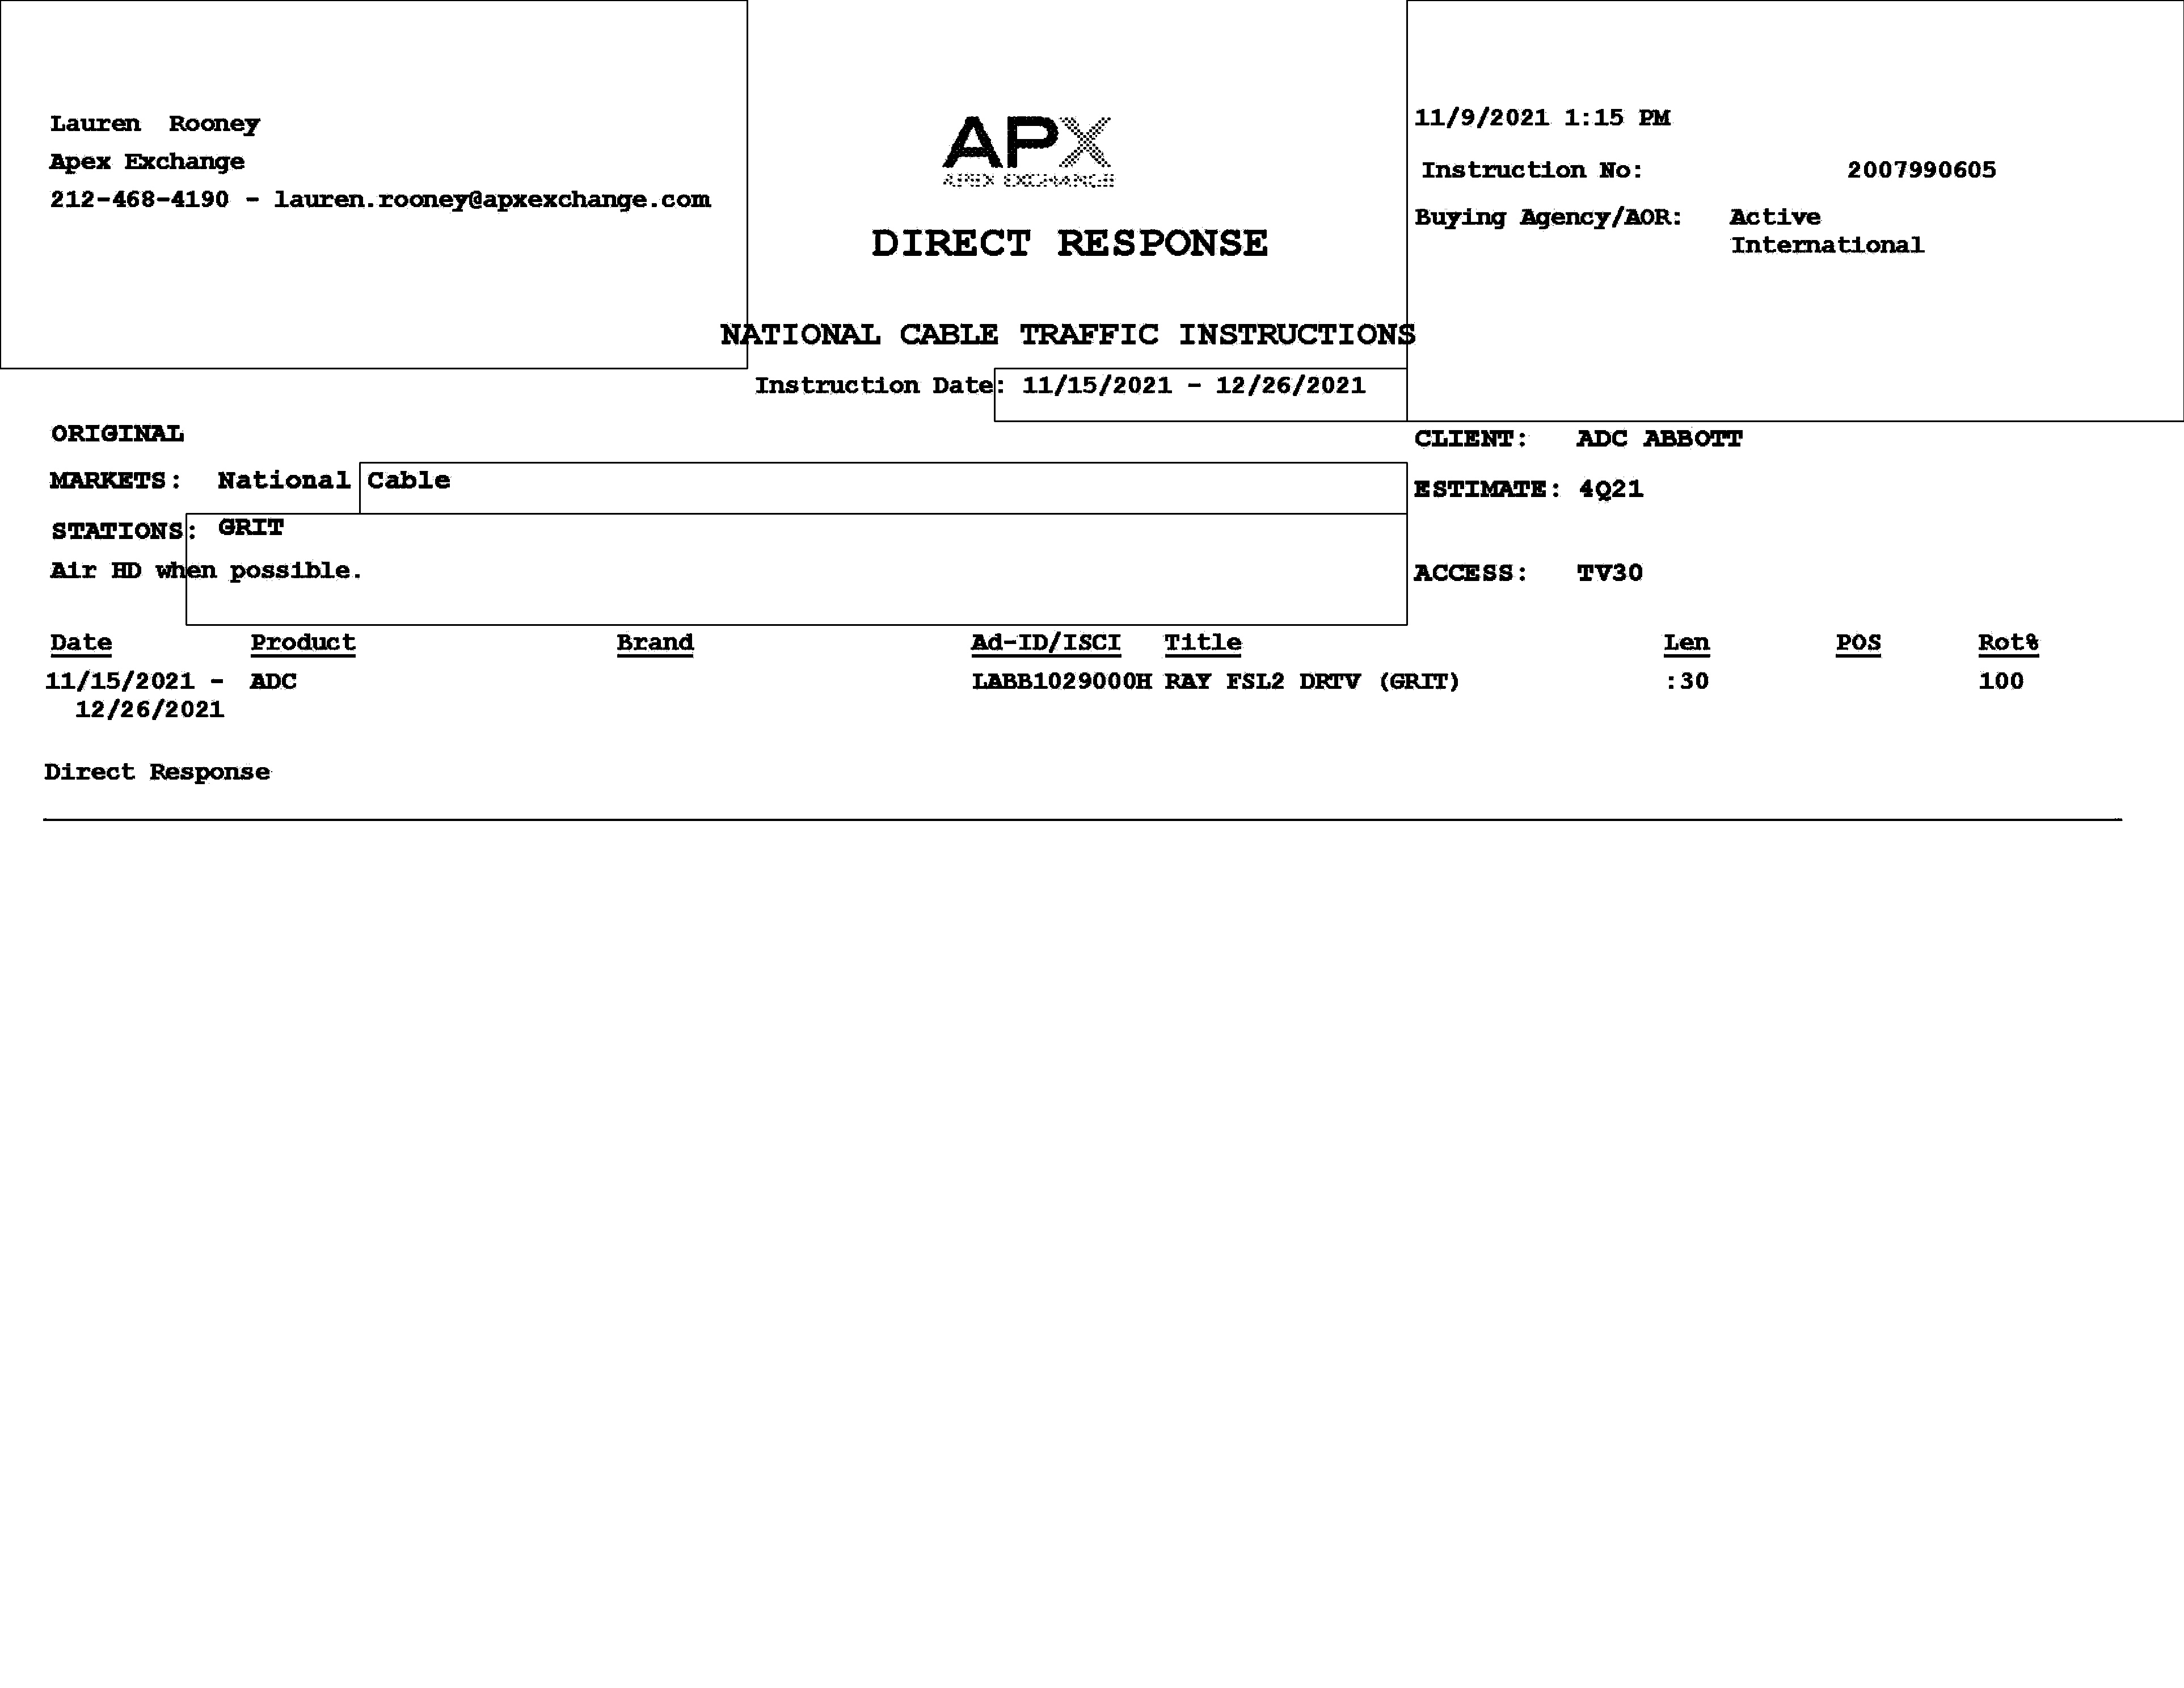 Lauren Rooney
Apex Exchange
212-468-4190 - lauren.rooney@apxexchange.com
APX
APEX EXCHANGE
DIRECT RESPONSE
NATIONAL CABLE TRAFFIC INSTRUCTIONS
Instruction Date: 11/15/2021 - 12/26/2021
11/9/2021 1:15 PM
Instruction No: 2007990605
Buying Agency/AOR: Active
International
ORIGINAL
MARKETS: National Cable
STATIONS: GRIT
Air HD when possible.
CLIENT: ADC ABBOTT
ESTIMATE: 4Q21
ACCESS: TV30
Date Product Brand Ad-ID/ISCI Title Len POS Rot%
11/15/2021 - ADC LABB1029000H RAY FSL2 DRTV (GRIT) :30 100
12/26/2021
Direct Response